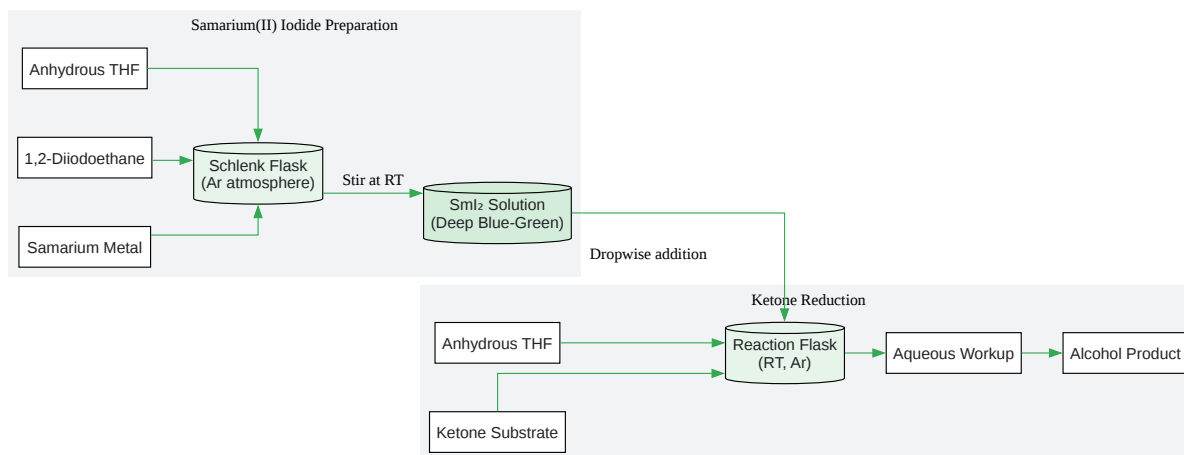 Samarium(II) Iodide Preparation
Anhydrous THF
1,2-Diiodoethane
Schlenk Flask
(Ar atmosphere)
Stir at RT
SmI₂ Solution
(Deep Blue-Green)
Samarium Metal
Dropwise addition
Ketone Reduction
Anhydrous THF
Reaction Flask
(RT, Ar)
Aqueous Workup
Alcohol Product
Ketone Substrate